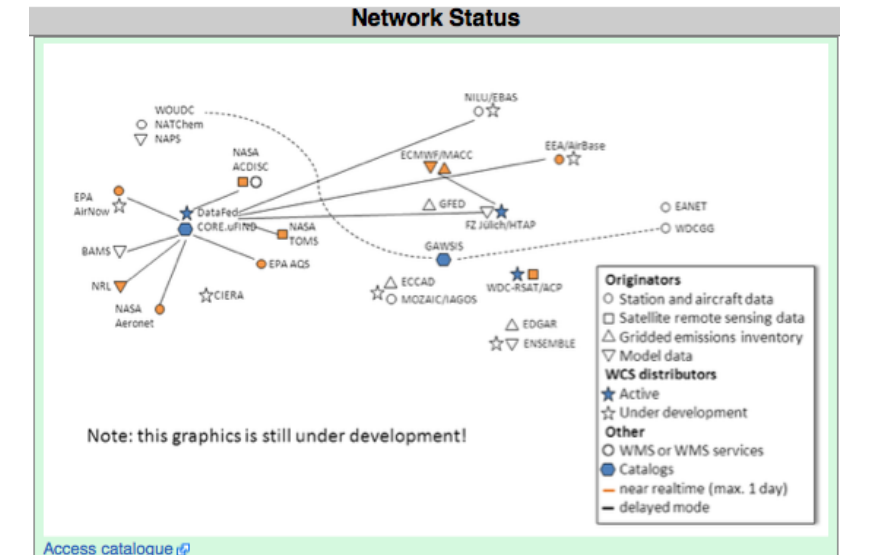 Network Status
WOUDC
NATChem
NAPS
NILU/EBAS
NASA
ACDISC
ECMWF/MACC
EEA/AirBase
EPA
AirNow
DataFed
CORE.uFIND
NASA
TOMS
GFED
FZ Jülich/HTAP
EANET
WDCGG
BAMS
EPA AQS
GAWSIS
NRL
CIERA
NASA
Aeronet
ECCAD
MOZAIC/IAGOS
WDC-RSAT/ACP
EDGAR
ENSEMBLE
Originators
Station and aircraft data
Satellite remote sensing data
Gridded emissions inventory
Model data
WCS distributors
Active
Under development
Other
WMS or WMS services
Catalogs
near realtime (max. 1 day)
delayed mode
Note: this graphics is still under development!
Access catalogue